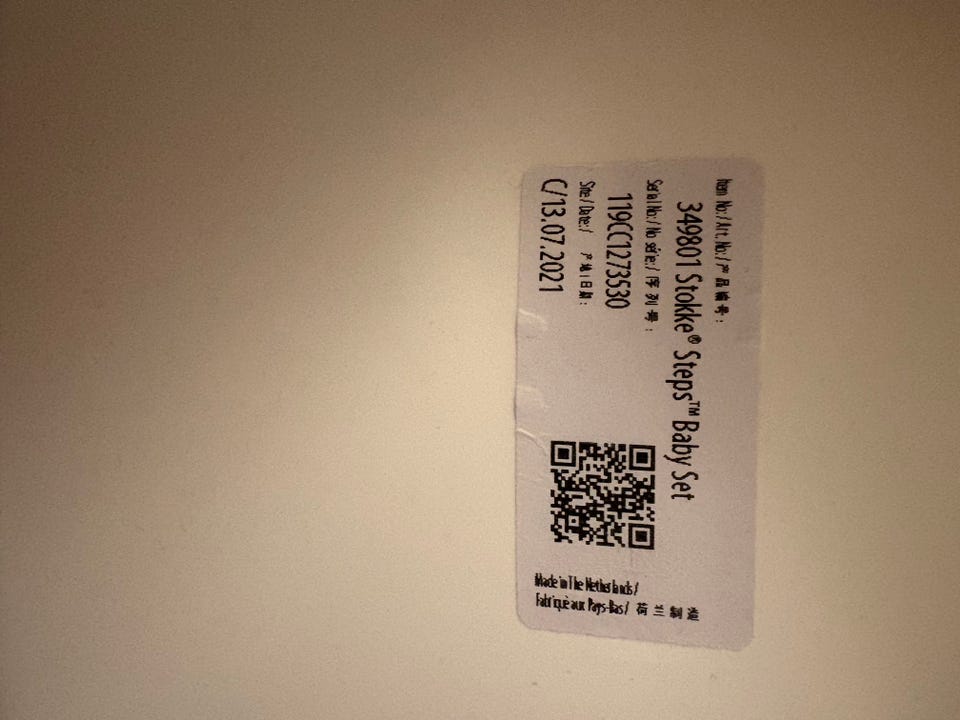 Item No:/Art. No:/产品编号:
349801 Stokke® Steps™ Baby Set
Serial No:/No série:/序列号:
119CC1273530
Site/Date:/ 产地/日期:
C/13.07.2021
Made in The Netherlands/
Fabriqué aux Pays-Bas/ 荷兰制造